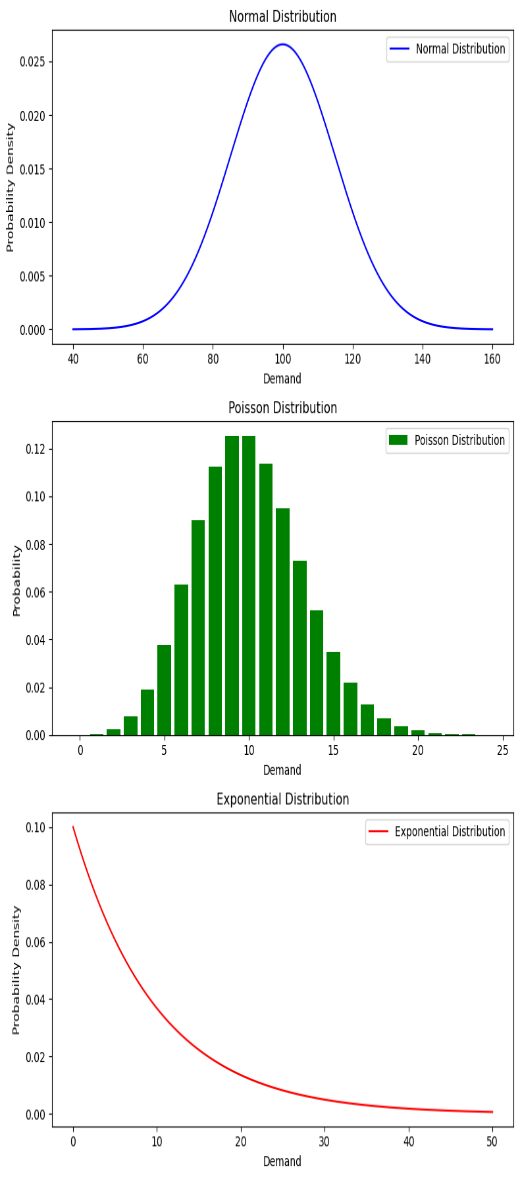 Normal Distribution
Normal Distribution
Probability Density
0.025
0.020
0.015
0.010
0.005
0.000
40 60 80 100 120 140 160
Demand
Poisson Distribution
Poisson Distribution
Probability
0.12
0.10
0.08
0.06
0.04
0.02
0.00
0 5 10 15 20 25
Demand
Exponential Distribution
Exponential Distribution
Probability Density
0.10
0.08
0.06
0.04
0.02
0.00
0 10 20 30 40 50
Demand